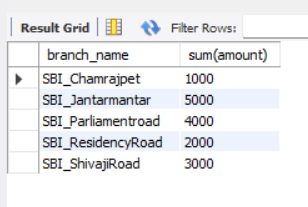 Result Grid Filter Rows:
branch_name sum(amount)
SBI_Chamrajpet 1000
SBI_Jantarmantar 5000
SBI_Parliamentroad 4000
SBI_ResidencyRoad 2000
SBI_ShivajiRoad 3000